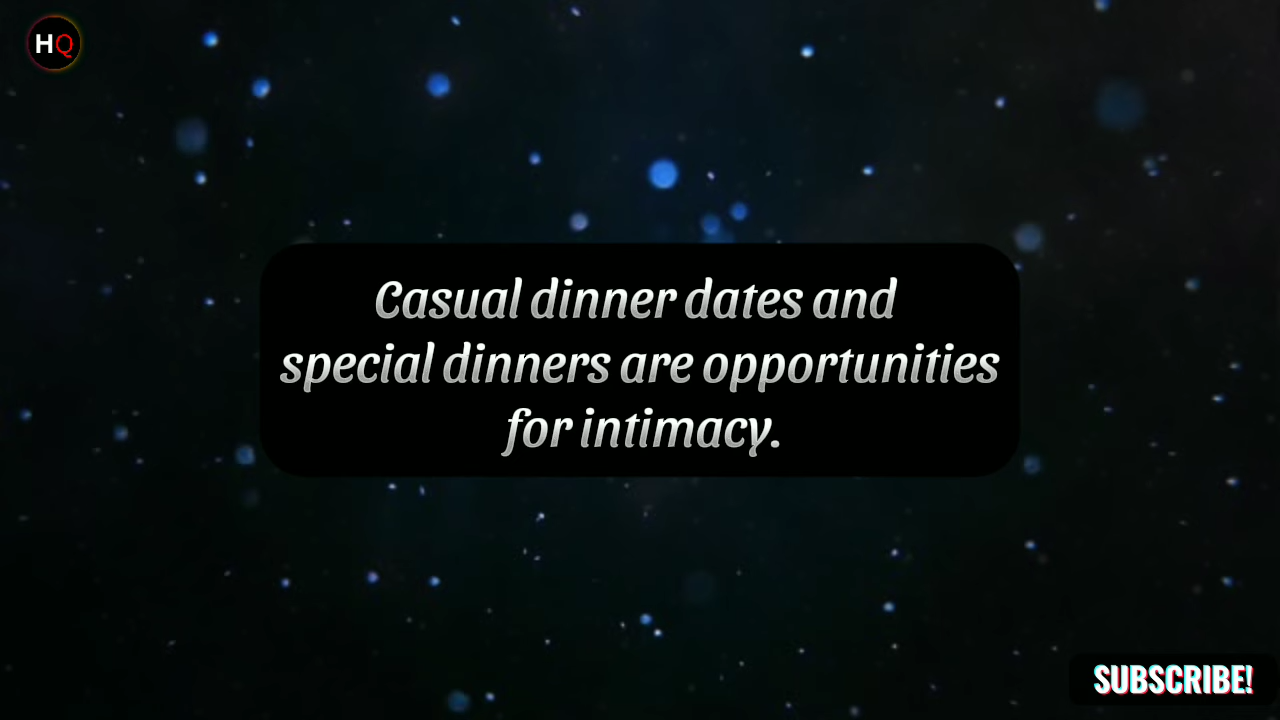 HQ
Casual dinner dates and
special dinners are opportunities
for intimacy.
SUBSCRIBE!